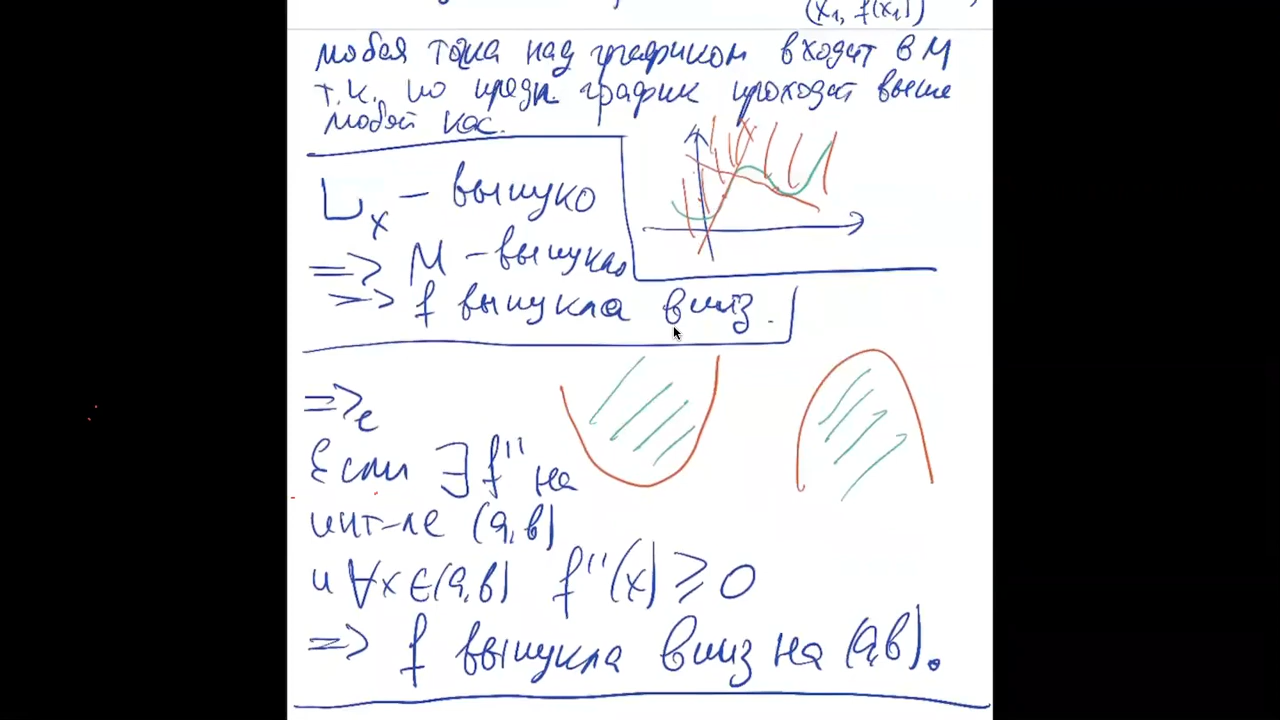 (x₁, f(x₁))
любая точка над графиком входит в M
т.к. по предп. график проходит выше
любой кас.
Lₓ - выпукло
=> M - выпукло
=> f выпукла вниз.
=>
Если ∃ f'' на
инт-ле (a, b)
и ∀x ∈ (a, b) f''(x) ⩾ 0
=> f выпукла вниз на (a, b).